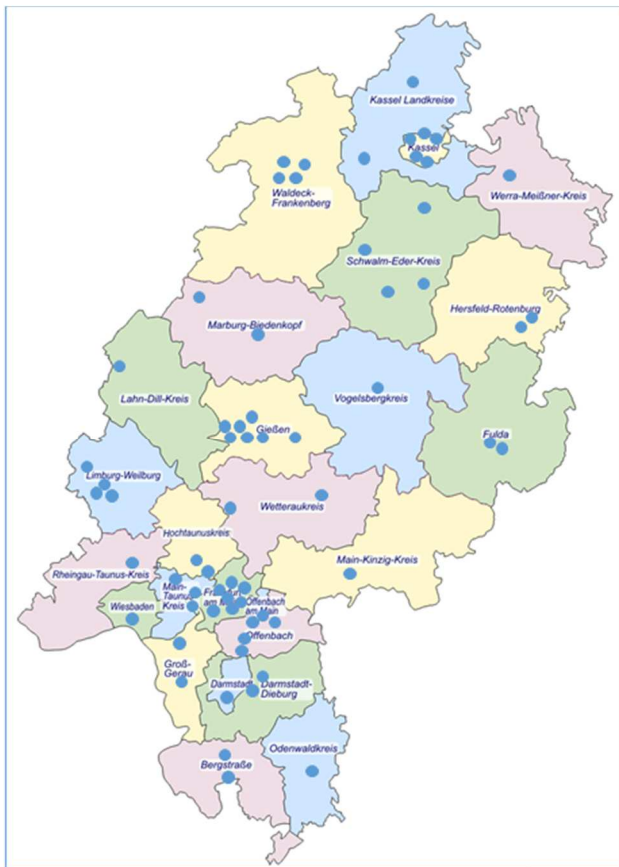 Kassel Landkreise
Kassel
Werra-Meißner-Kreis
Waldeck-
Frankenberg
Schwalm-Eder-Kreis
Hersfeld-Rotenburg
Marburg-Biedenkopf
Lahn-Dill-Kreis
Vogelsbergkreis
Gießen
Fulda
Limburg-Weilburg
Wetteraukreis
Hochtaunuskreis
Main-Kinzig-Kreis
Rheingau-Taunus-Kreis
Main-
Taunus
Kreis
am Main
Offenbach
am Main
Wiesbaden
Offenbach
Groß-
Gerau
Darmstadt
Darmstadt-
Dieburg
Odenwaldkreis
Bergstraße